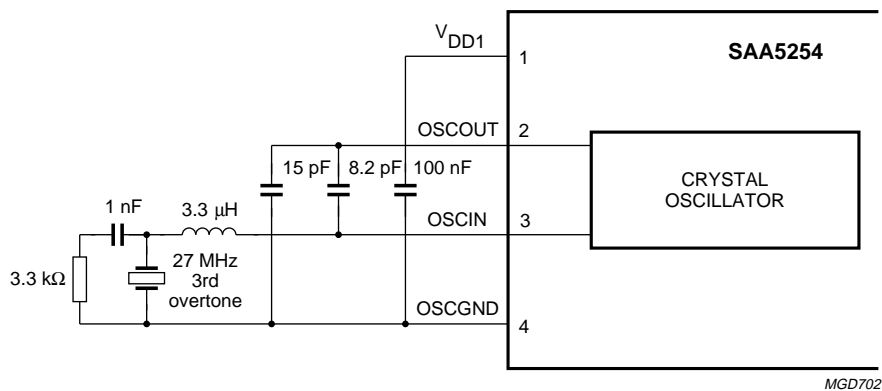 VDD1
1
SAA5254
OSCOUT
2
15 pF
8.2 pF
100 nF
CRYSTAL
OSCILLATOR
1 nF
3.3 μH
OSCIN
3
3.3 kΩ
27 MHz
3rd
overtone
OSCGND
4
MGD702